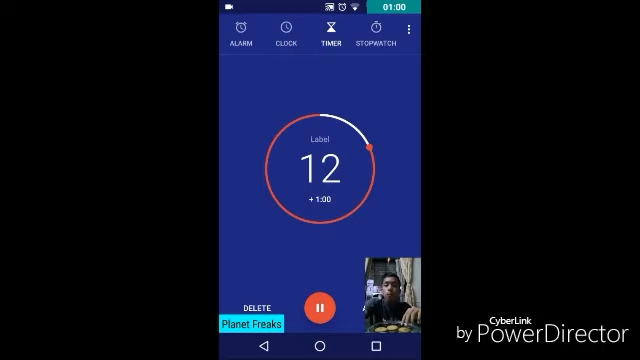 01:00
ALARM CLOCK TIMER STOPWATCH
Label
12
+ 1:00
DELETE
Planet Freaks
CyberLink
by PowerDirector